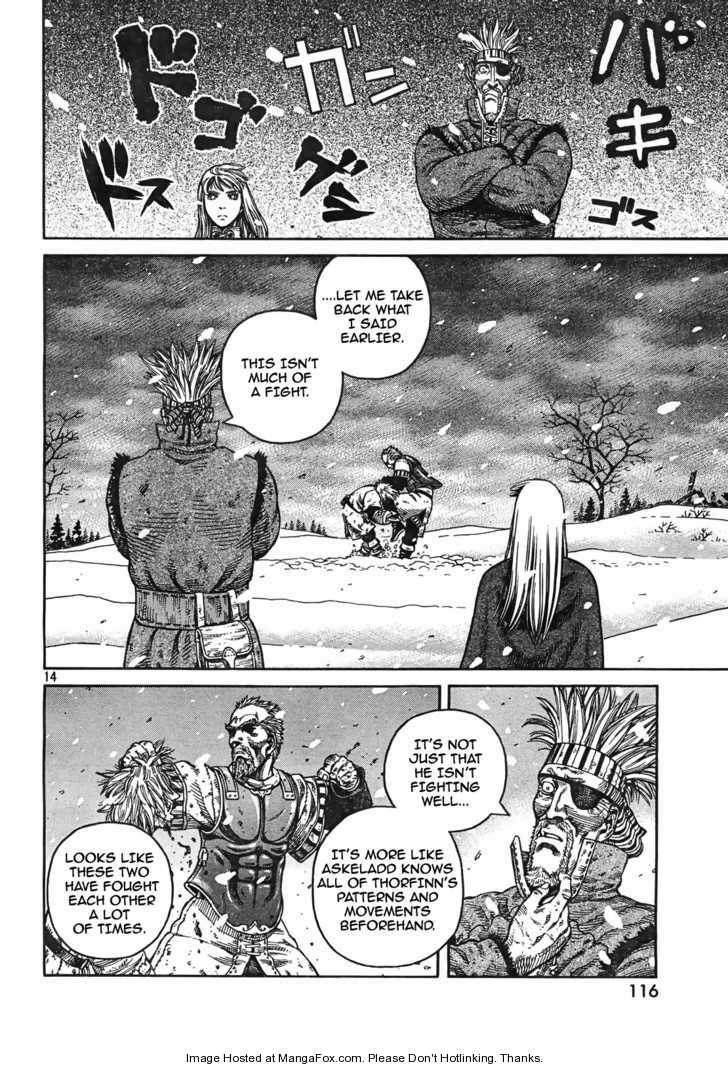 バキ
ゴス
ガン
ドゴ
ゲシ
ドス
....LET ME TAKE
BACK WHAT
I SAID
EARLIER.
THIS ISN'T
MUCH OF
A FIGHT.
14
IT'S NOT
JUST THAT
HE ISN'T
FIGHTING
WELL...
IT'S MORE LIKE
ASKELADD KNOWS
ALL OF THORFINN'S
PATTERNS AND
MOVEMENTS
BEFOREHAND.
LOOKS LIKE
THESE TWO
HAVE FOUGHT
EACH OTHER
A LOT
OF TIMES.
116
Image Hosted at MangaFox.com. Please Don't Hotlinking. Thanks.